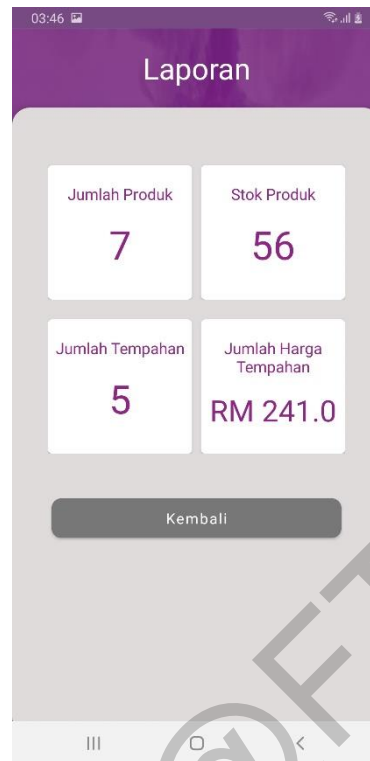 03:46
Laporan
Jumlah Produk
7
Stok Produk
56
Jumlah Tempahan
5
Jumlah Harga
Tempahan
RM 241.0
Kembali
@FT